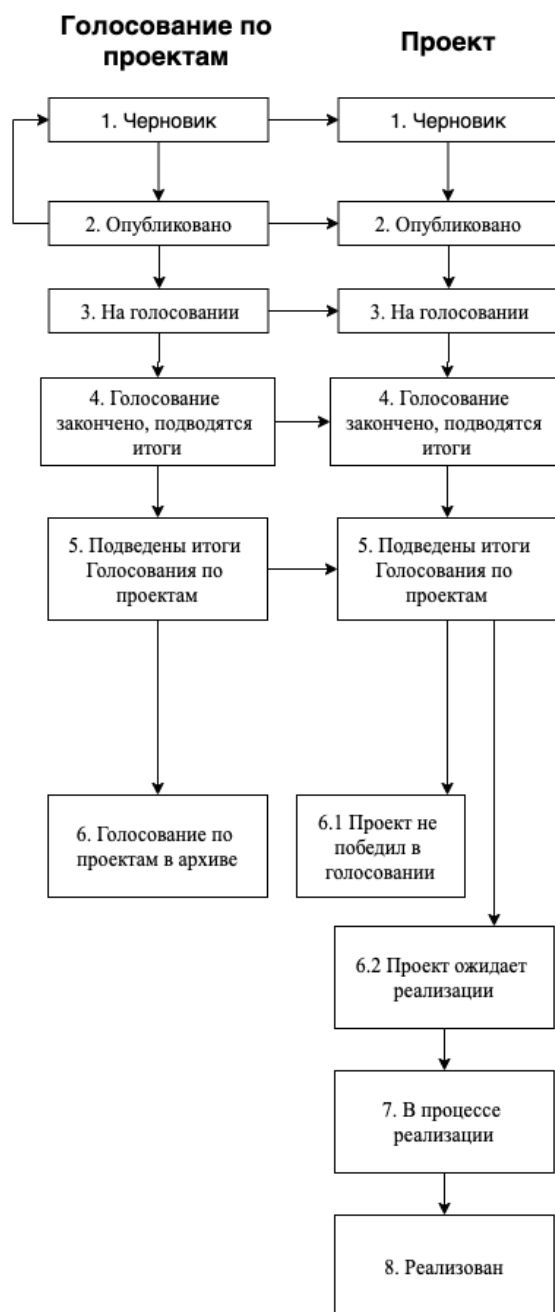 Голосование по
проектам
Проект
1. Черновик
1. Черновик
2. Опубликовано
2. Опубликовано
3. На голосовании
3. На голосовании
4. Голосование
закончено, подводятся
итоги
4. Голосование
закончено, подводятся
итоги
5. Подведены итоги
Голосования по
проектам
5. Подведены итоги
Голосования по
проектам
6. Голосование по
проектам в архиве
6.1 Проект не
победил в
голосовании
6.2 Проект ожидает
реализации
7. В процессе
реализации
8. Реализован